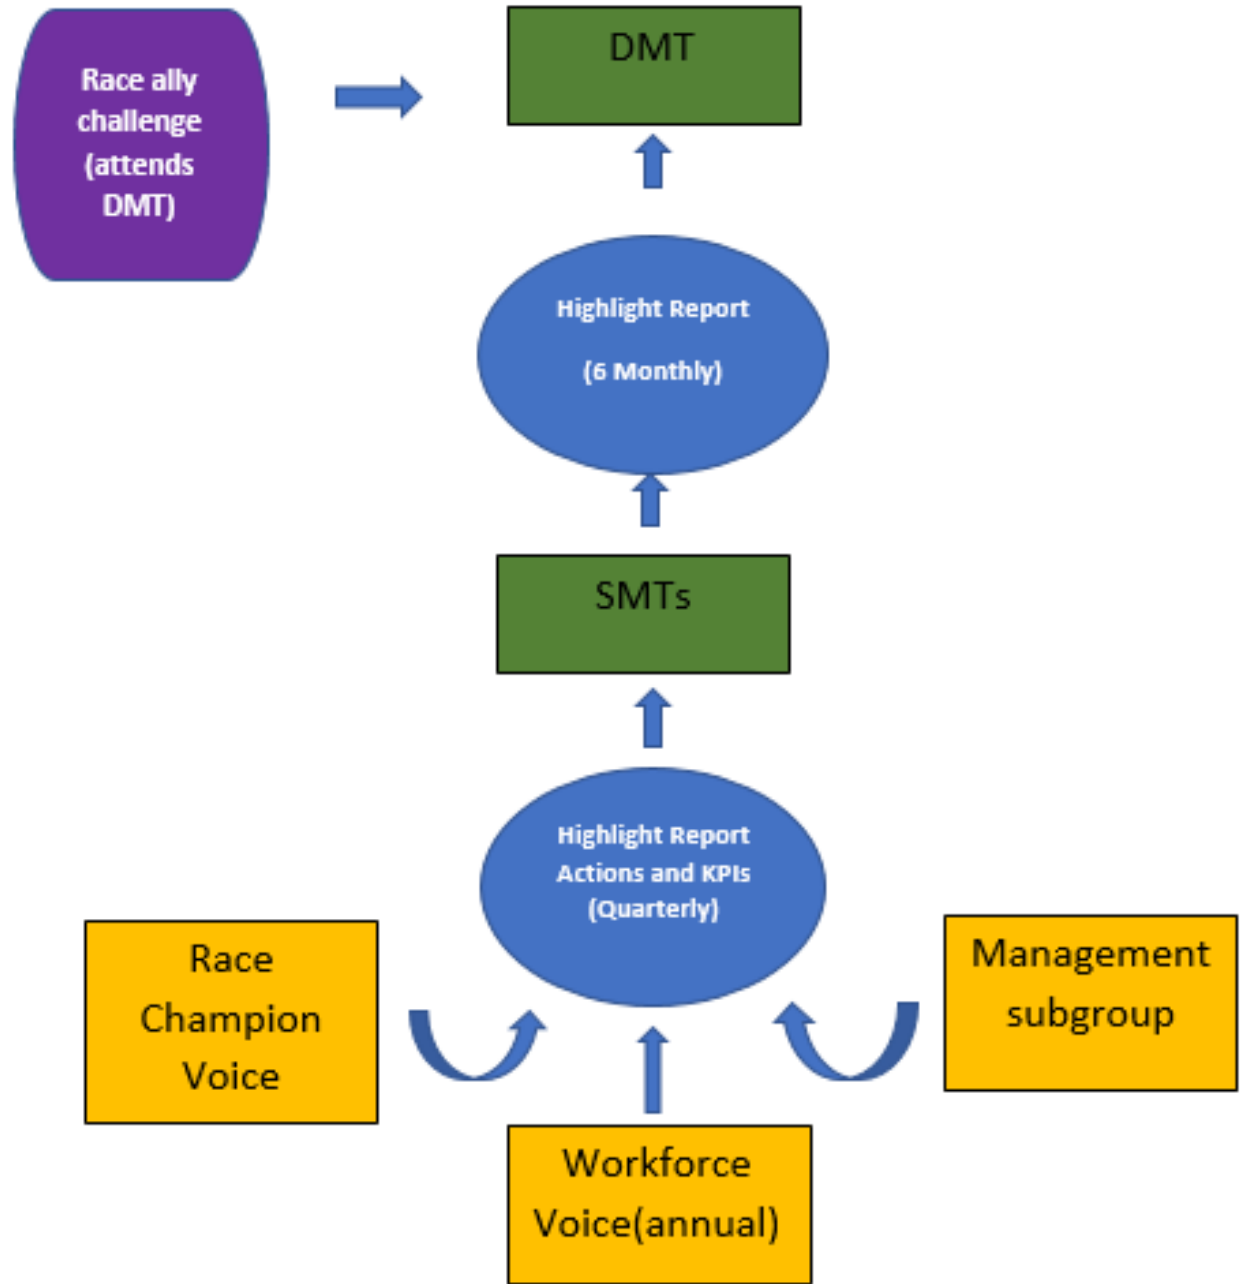 Race ally
challenge
(attends
DMT)
DMT
Highlight Report
(6 Monthly)
SMTs
Highlight Report
Actions and KPIs
(Quarterly)
Race
Champion
Voice
Management
subgroup
Workforce
Voice(annual)